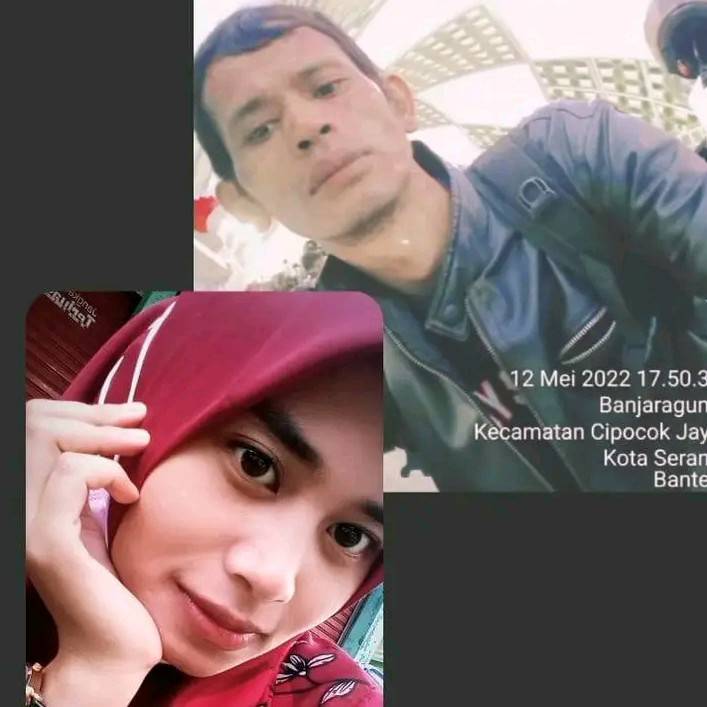 12 Mei 2022 17.50.3
Banjaragun
Kecamatan Cipocok Jay
Kota Seran
Bante